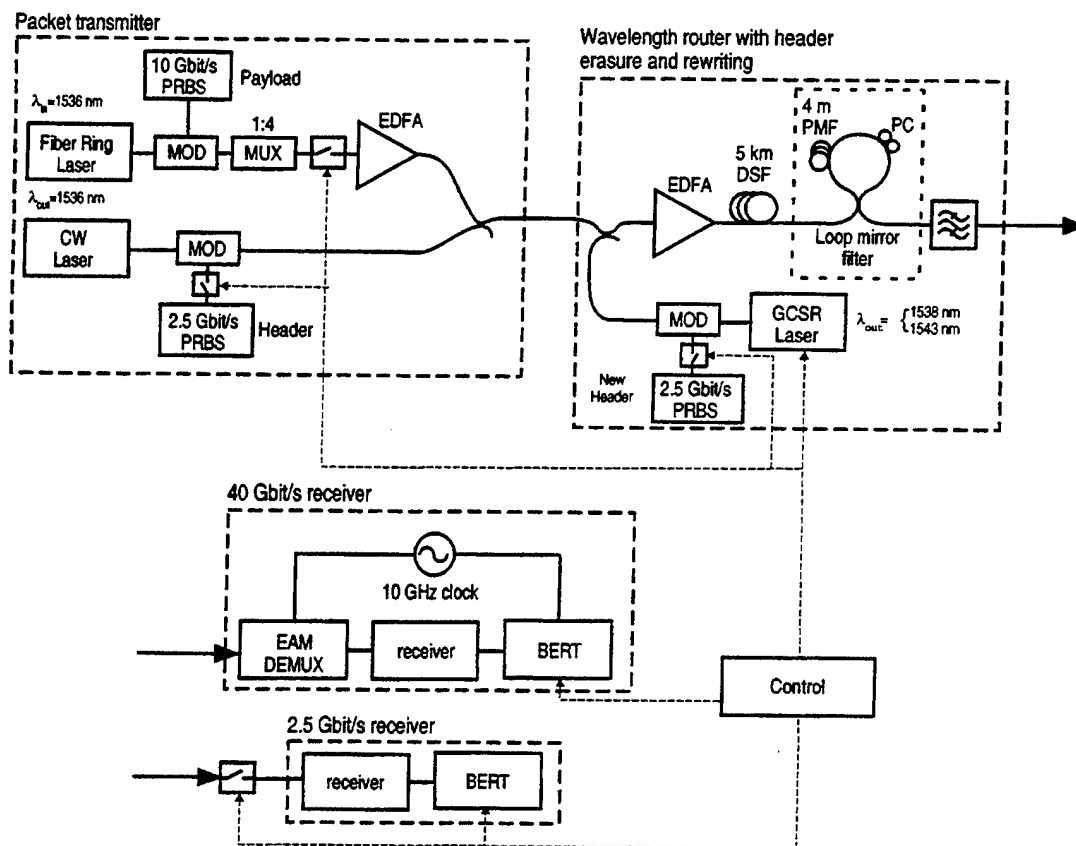 Packet transmitter
10 Gbit/s
PRBS
Payload
λin=1536 nm
Fiber Ring
Laser
MOD
1:4
MUX
EDFA
λout=1536 nm
CW
Laser
MOD
2.5 Gbit/s
PRBS
Header
Wavelength router with header
erasure and rewriting
4 m
PMF
PC
5 km
DSF
EDFA
Loop mirror
filter
MOD
GCSR
Laser
λout= { 1538 nm
1543 nm
New
Header
2.5 Gbit/s
PRBS
40 Gbit/s receiver
10 GHz clock
EAM
DEMUX
receiver
BERT
Control
2.5 Gbit/s receiver
receiver
BERT